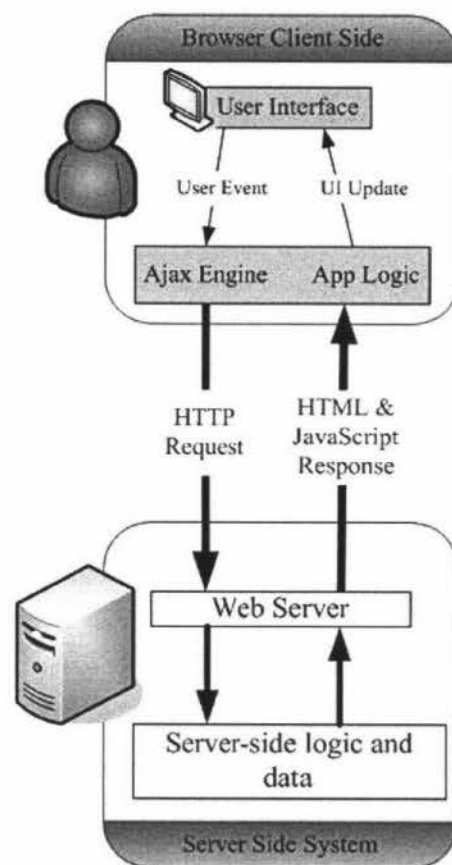 Browser Client Side
User Interface
User Event
UI Update
Ajax Engine
App Logic
HTTP
Request
HTML &
JavaScript
Response
Web Server
Server-side logic and
data
Server Side System